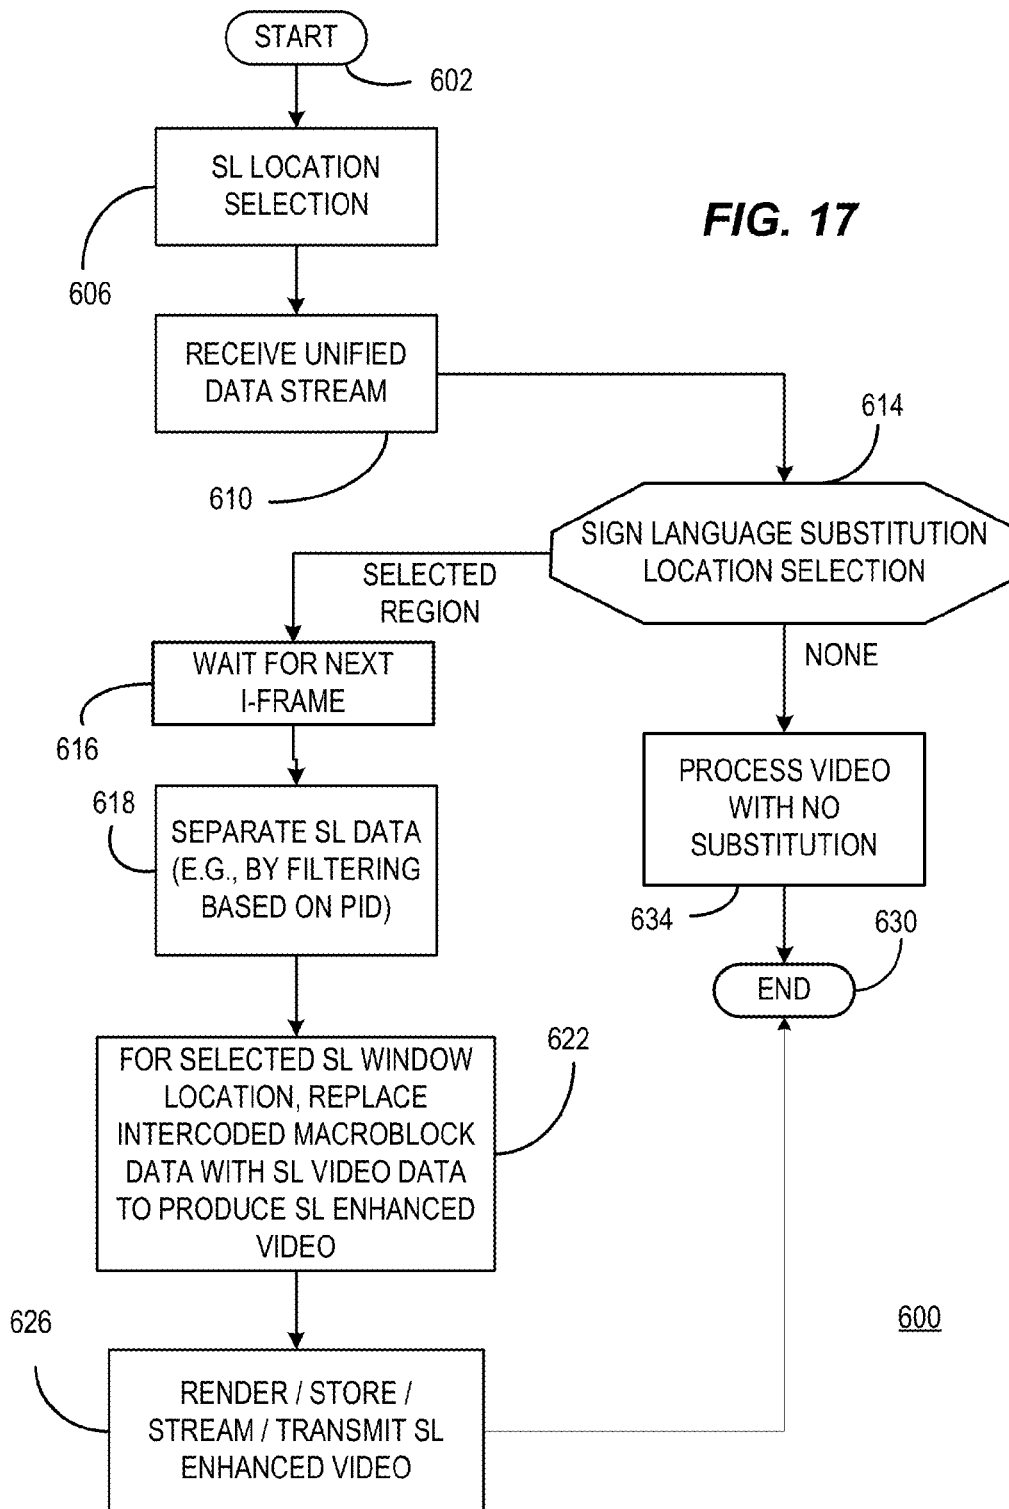 START
602
SL LOCATION
SELECTION
606
FIG. 17
RECEIVE UNIFIED
DATA STREAM
610
614
SIGN LANGUAGE SUBSTITUTION
LOCATION SELECTION
SELECTED
REGION
NONE
WAIT FOR NEXT
I-FRAME
616
618
SEPARATE SL DATA
(E.G., BY FILTERING
BASED ON PID)
PROCESS VIDEO
WITH NO
SUBSTITUTION
634
630
END
622
FOR SELECTED SL WINDOW
LOCATION, REPLACE
INTERCODED MACROBLOCK
DATA WITH SL VIDEO DATA
TO PRODUCE SL ENHANCED
VIDEO
626
RENDER / STORE /
STREAM / TRANSMIT SL
ENHANCED VIDEO
600